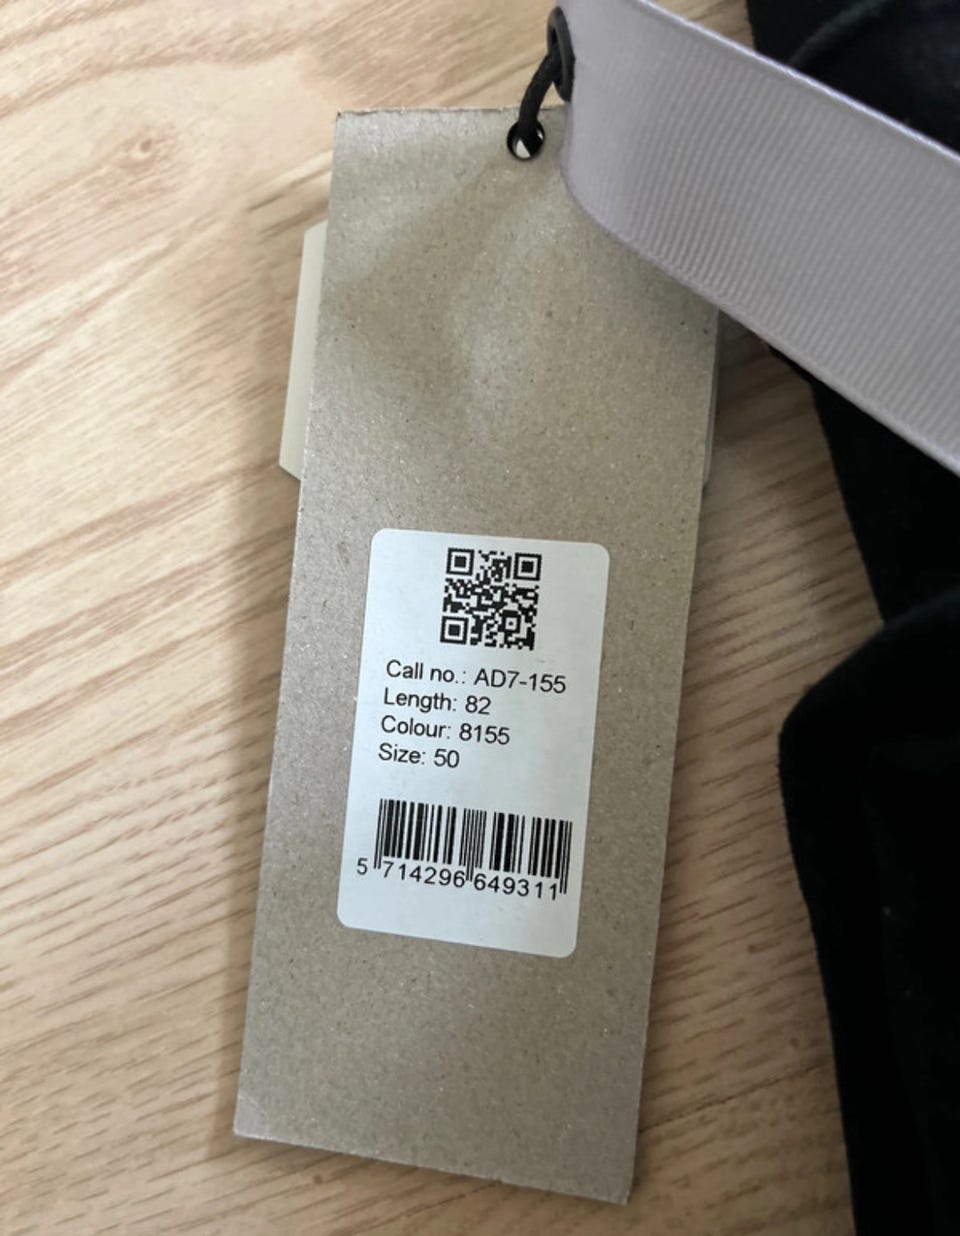 Call no.: AD7-155
Length: 82
Colour: 8155
Size: 50
5 714296 649311